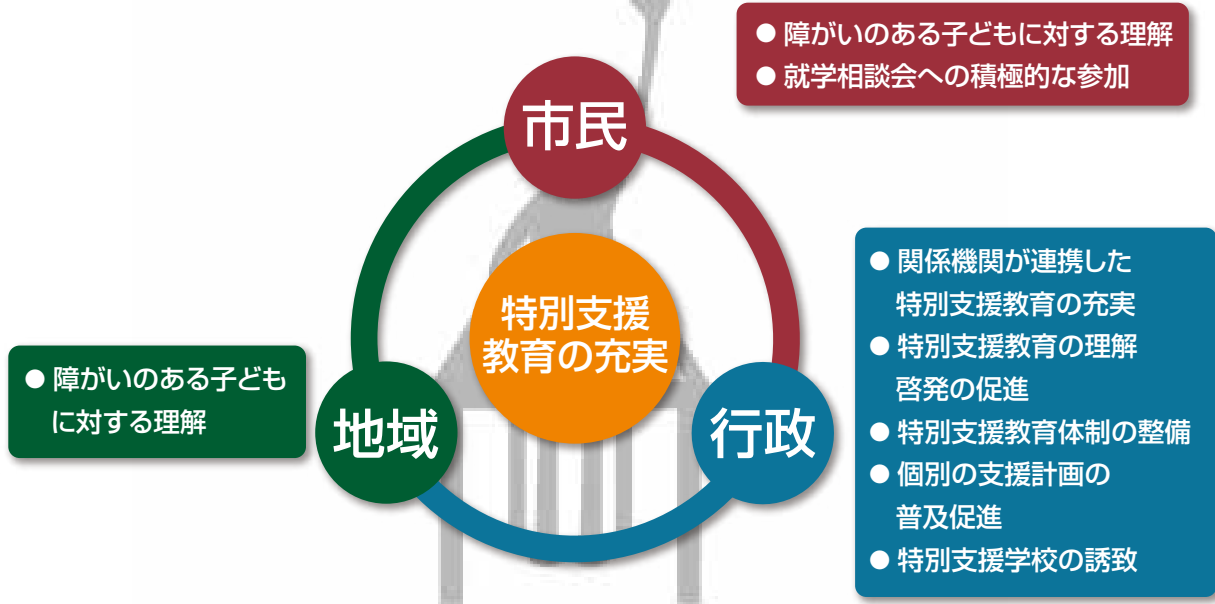 ● 障がいのある子どもに対する理解
● 就学相談会への積極的な参加
市民
特別支援
教育の充実
● 関係機関が連携した
特別支援教育の充実
● 特別支援教育の理解
啓発の促進
● 特別支援教育体制の整備
● 個別の支援計画の
普及促進
● 特別支援学校の誘致
● 障がいのある子ども
に対する理解
地域
行政